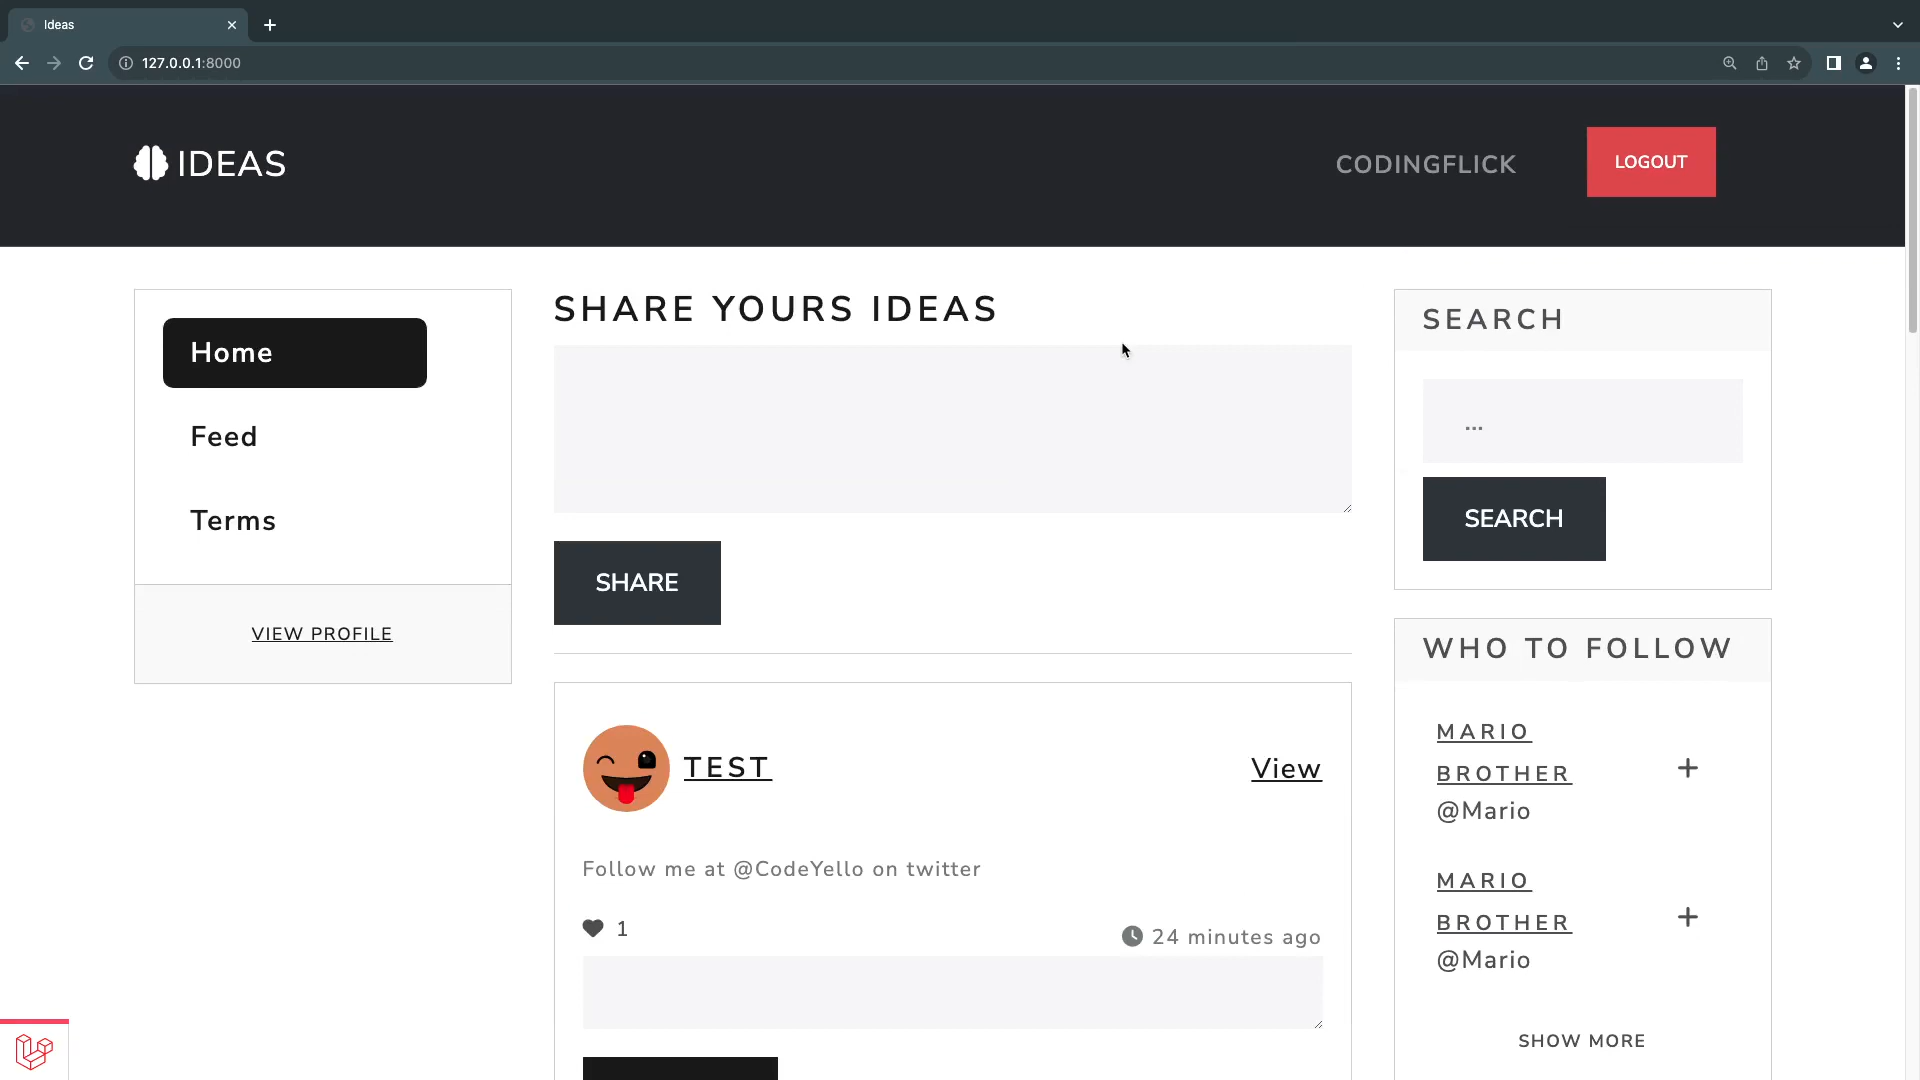 Ideas
127.0.0.1:8000
IDEAS
CODINGFLICK
LOGOUT
Home
Feed
Terms
VIEW PROFILE
SHARE YOURS IDEAS
SHARE
TEST
View
Follow me at @CodeYello on twitter
1
24 minutes ago
SEARCH
...
SEARCH
WHO TO FOLLOW
MARIO
BROTHER
@Mario
MARIO
BROTHER
@Mario
SHOW MORE